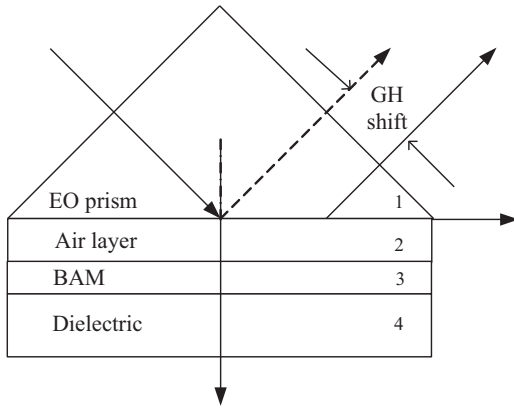 GH
shift
EO prism 1
Air layer 2
BAM 3
Dielectric 4